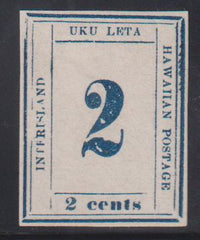 UKU LETA
INTERISLAND
HAWAIIAN POSTAGE
2
2 cents